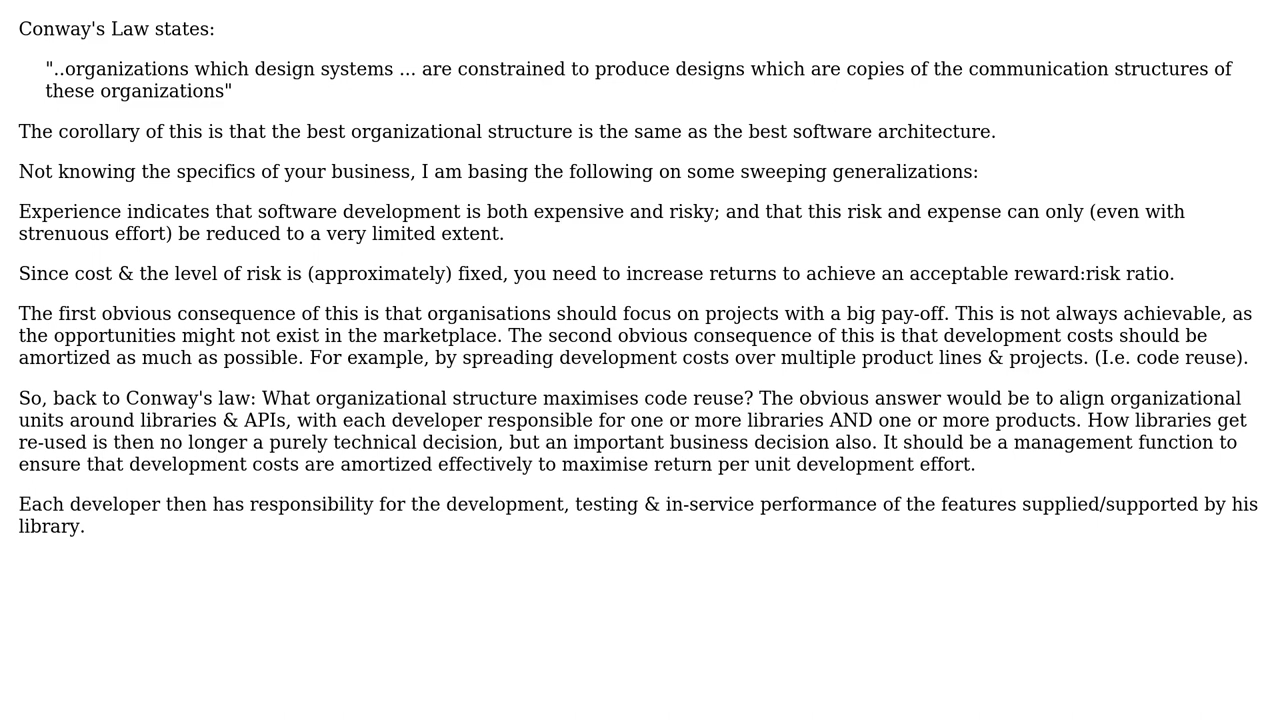 Conway's Law states:
"..organizations which design systems ... are constrained to produce designs which are copies of the communication structures of
these organizations"
The corollary of this is that the best organizational structure is the same as the best software architecture.
Not knowing the specifics of your business, I am basing the following on some sweeping generalizations:
Experience indicates that software development is both expensive and risky; and that this risk and expense can only (even with
strenuous effort) be reduced to a very limited extent.
Since cost & the level of risk is (approximately) fixed, you need to increase returns to achieve an acceptable reward:risk ratio.
The first obvious consequence of this is that organisations should focus on projects with a big pay-off. This is not always achievable, as
the opportunities might not exist in the marketplace. The second obvious consequence of this is that development costs should be
amortized as much as possible. For example, by spreading development costs over multiple product lines & projects. (I.e. code reuse).
So, back to Conway's law: What organizational structure maximises code reuse? The obvious answer would be to align organizational
units around libraries & APIs, with each developer responsible for one or more libraries AND one or more products. How libraries get
re-used is then no longer a purely technical decision, but an important business decision also. It should be a management function to
ensure that development costs are amortized effectively to maximise return per unit development effort.
Each developer then has responsibility for the development, testing & in-service performance of the features supplied/supported by his
library.